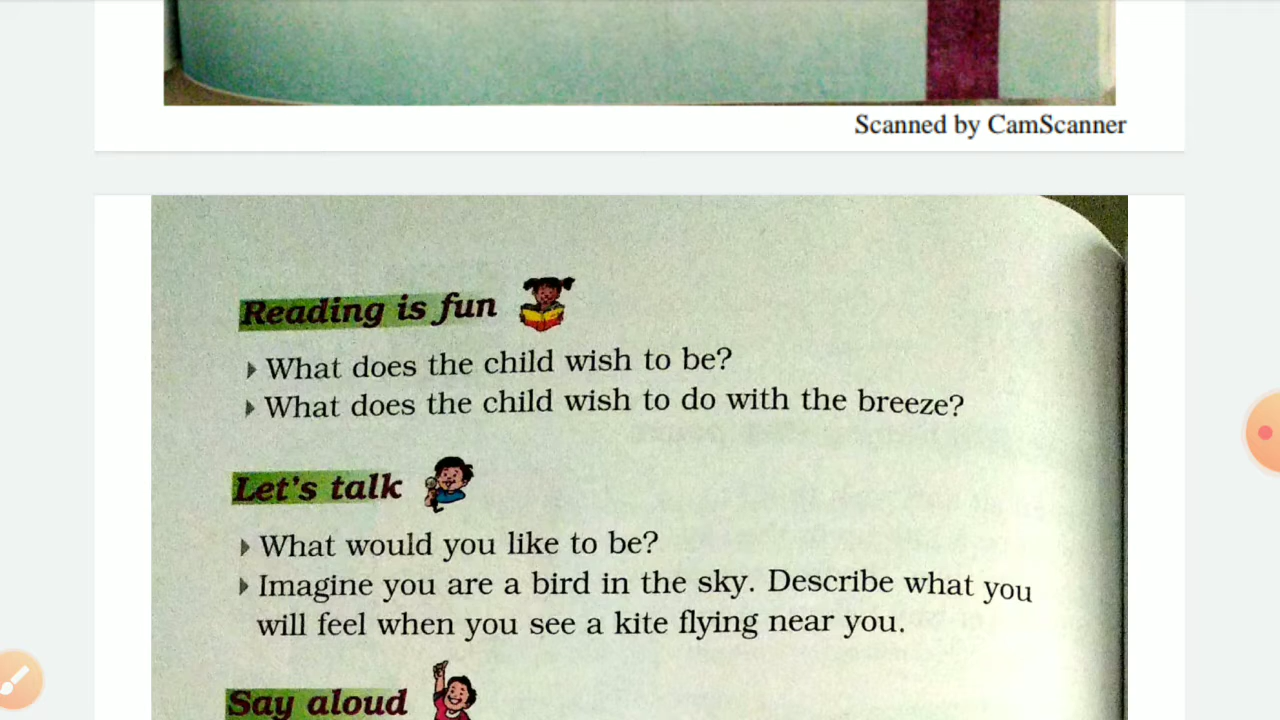 Scanned by CamScanner
Reading is fun
What does the child wish to be?
What does the child wish to do with the breeze?
Let's talk
What would you like to be?
Imagine you are a bird in the sky. Describe what you
will feel when you see a kite flying near you.
Say aloud